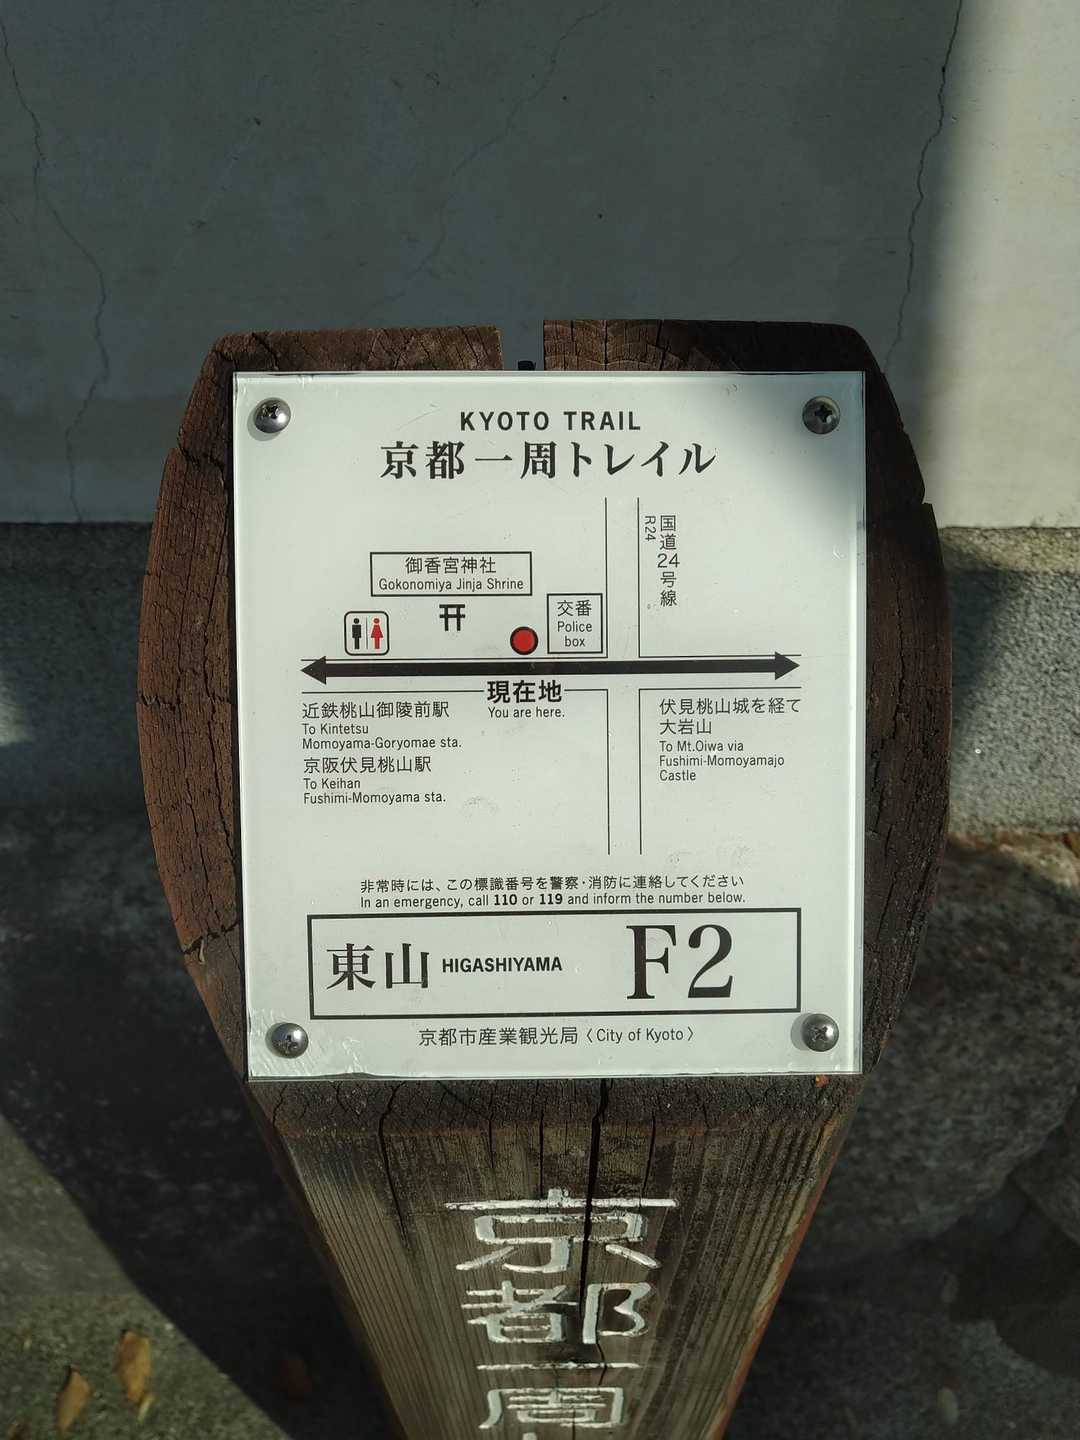 KYOTO TRAIL
京都一周トレイル
国道24号線
R24
御香宮神社
Gokonomiya Jinja Shrine
交番
Police
box
現在地
You are here.
近鉄桃山御陵前駅
To Kintetsu
Momoyama-Goryomae sta.
京阪伏見桃山駅
To Keihan
Fushimi-Momoyama sta.
伏見桃山城を経て
大岩山
To Mt.Oiwa via
Fushimi-Momoyamajo
Castle
非常時には、この標識番号を警察・消防に連絡してください
In an emergency, call 110 or 119 and inform the number below.
東山 HIGASHIYAMA F2
京都市産業観光局〈City of Kyoto〉
京都一周